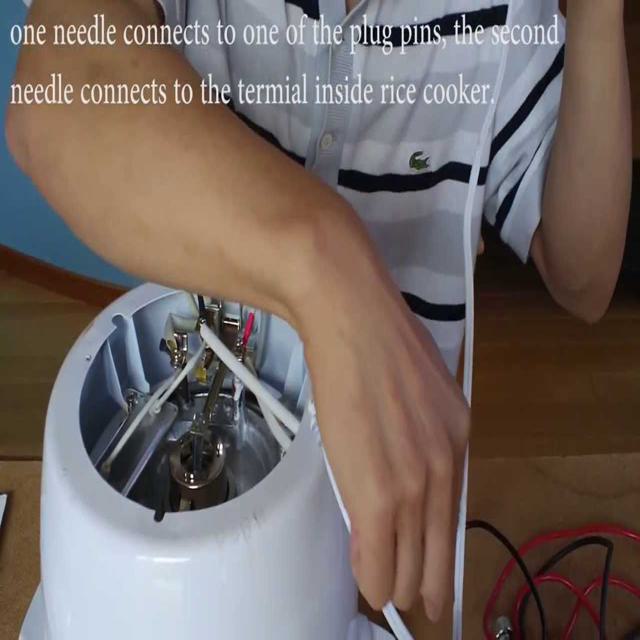 one needle connects to one of the plug pins, the second
needle connects to the termial inside rice cooker.